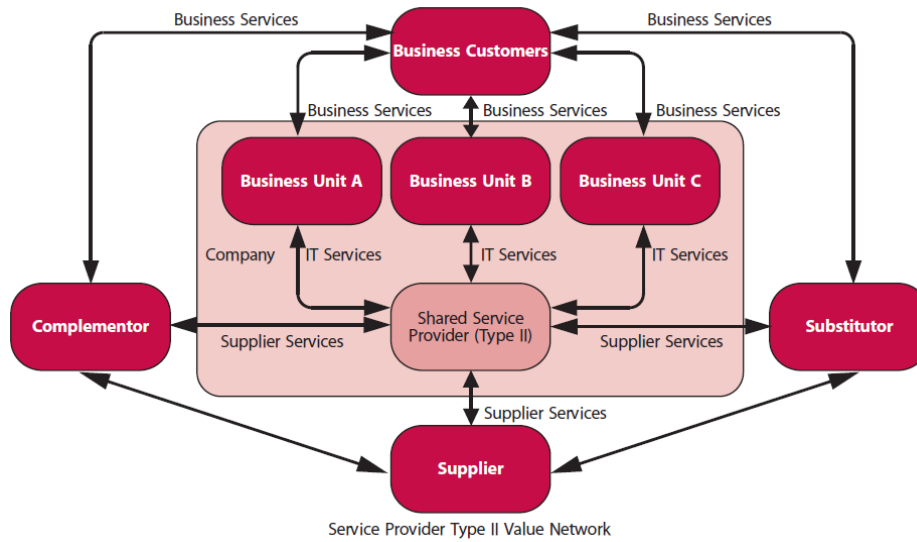 Business Services
Business Services
Business Customers
Business Services
Business Services
Business Services
Business Unit A
Business Unit B
Business Unit C
Company
IT Services
IT Services
IT Services
Complementor
Shared Service
Provider (Type II)
Substitutor
Supplier Services
Supplier Services
Supplier Services
Supplier
Service Provider Type II Value Network